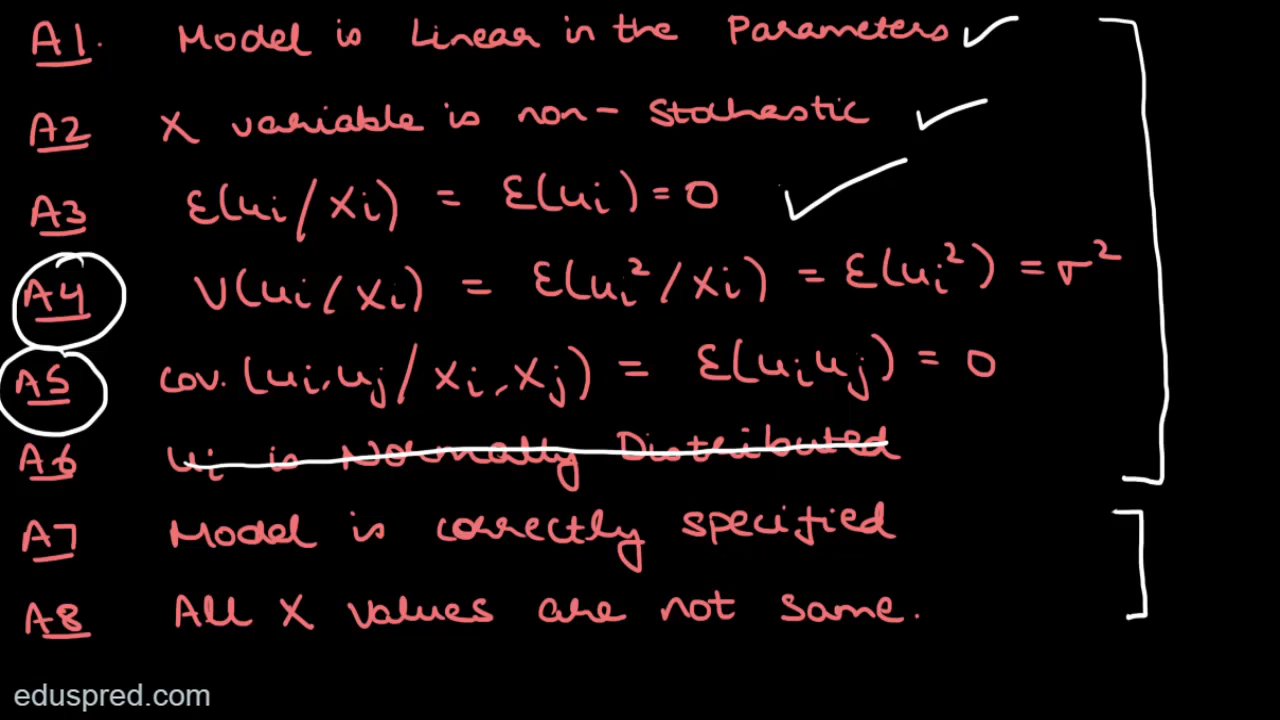 A1. Model is Linear in the Parameters ✓
A2 X variable is non-Stochastic ✓
A3 Ɛ(ui/Xi) = Ɛ(ui) = 0 ✓
A4 V(ui/Xi) = Ɛ(ui²/Xi) = Ɛ(ui²) = σ²
A5 cov. (ui, uj/Xi, Xj) = Ɛ(uiuj) = 0
A6 ui is Normally Distributed
A7 Model is correctly specified
A8 All X values are not same.
eduspred.com